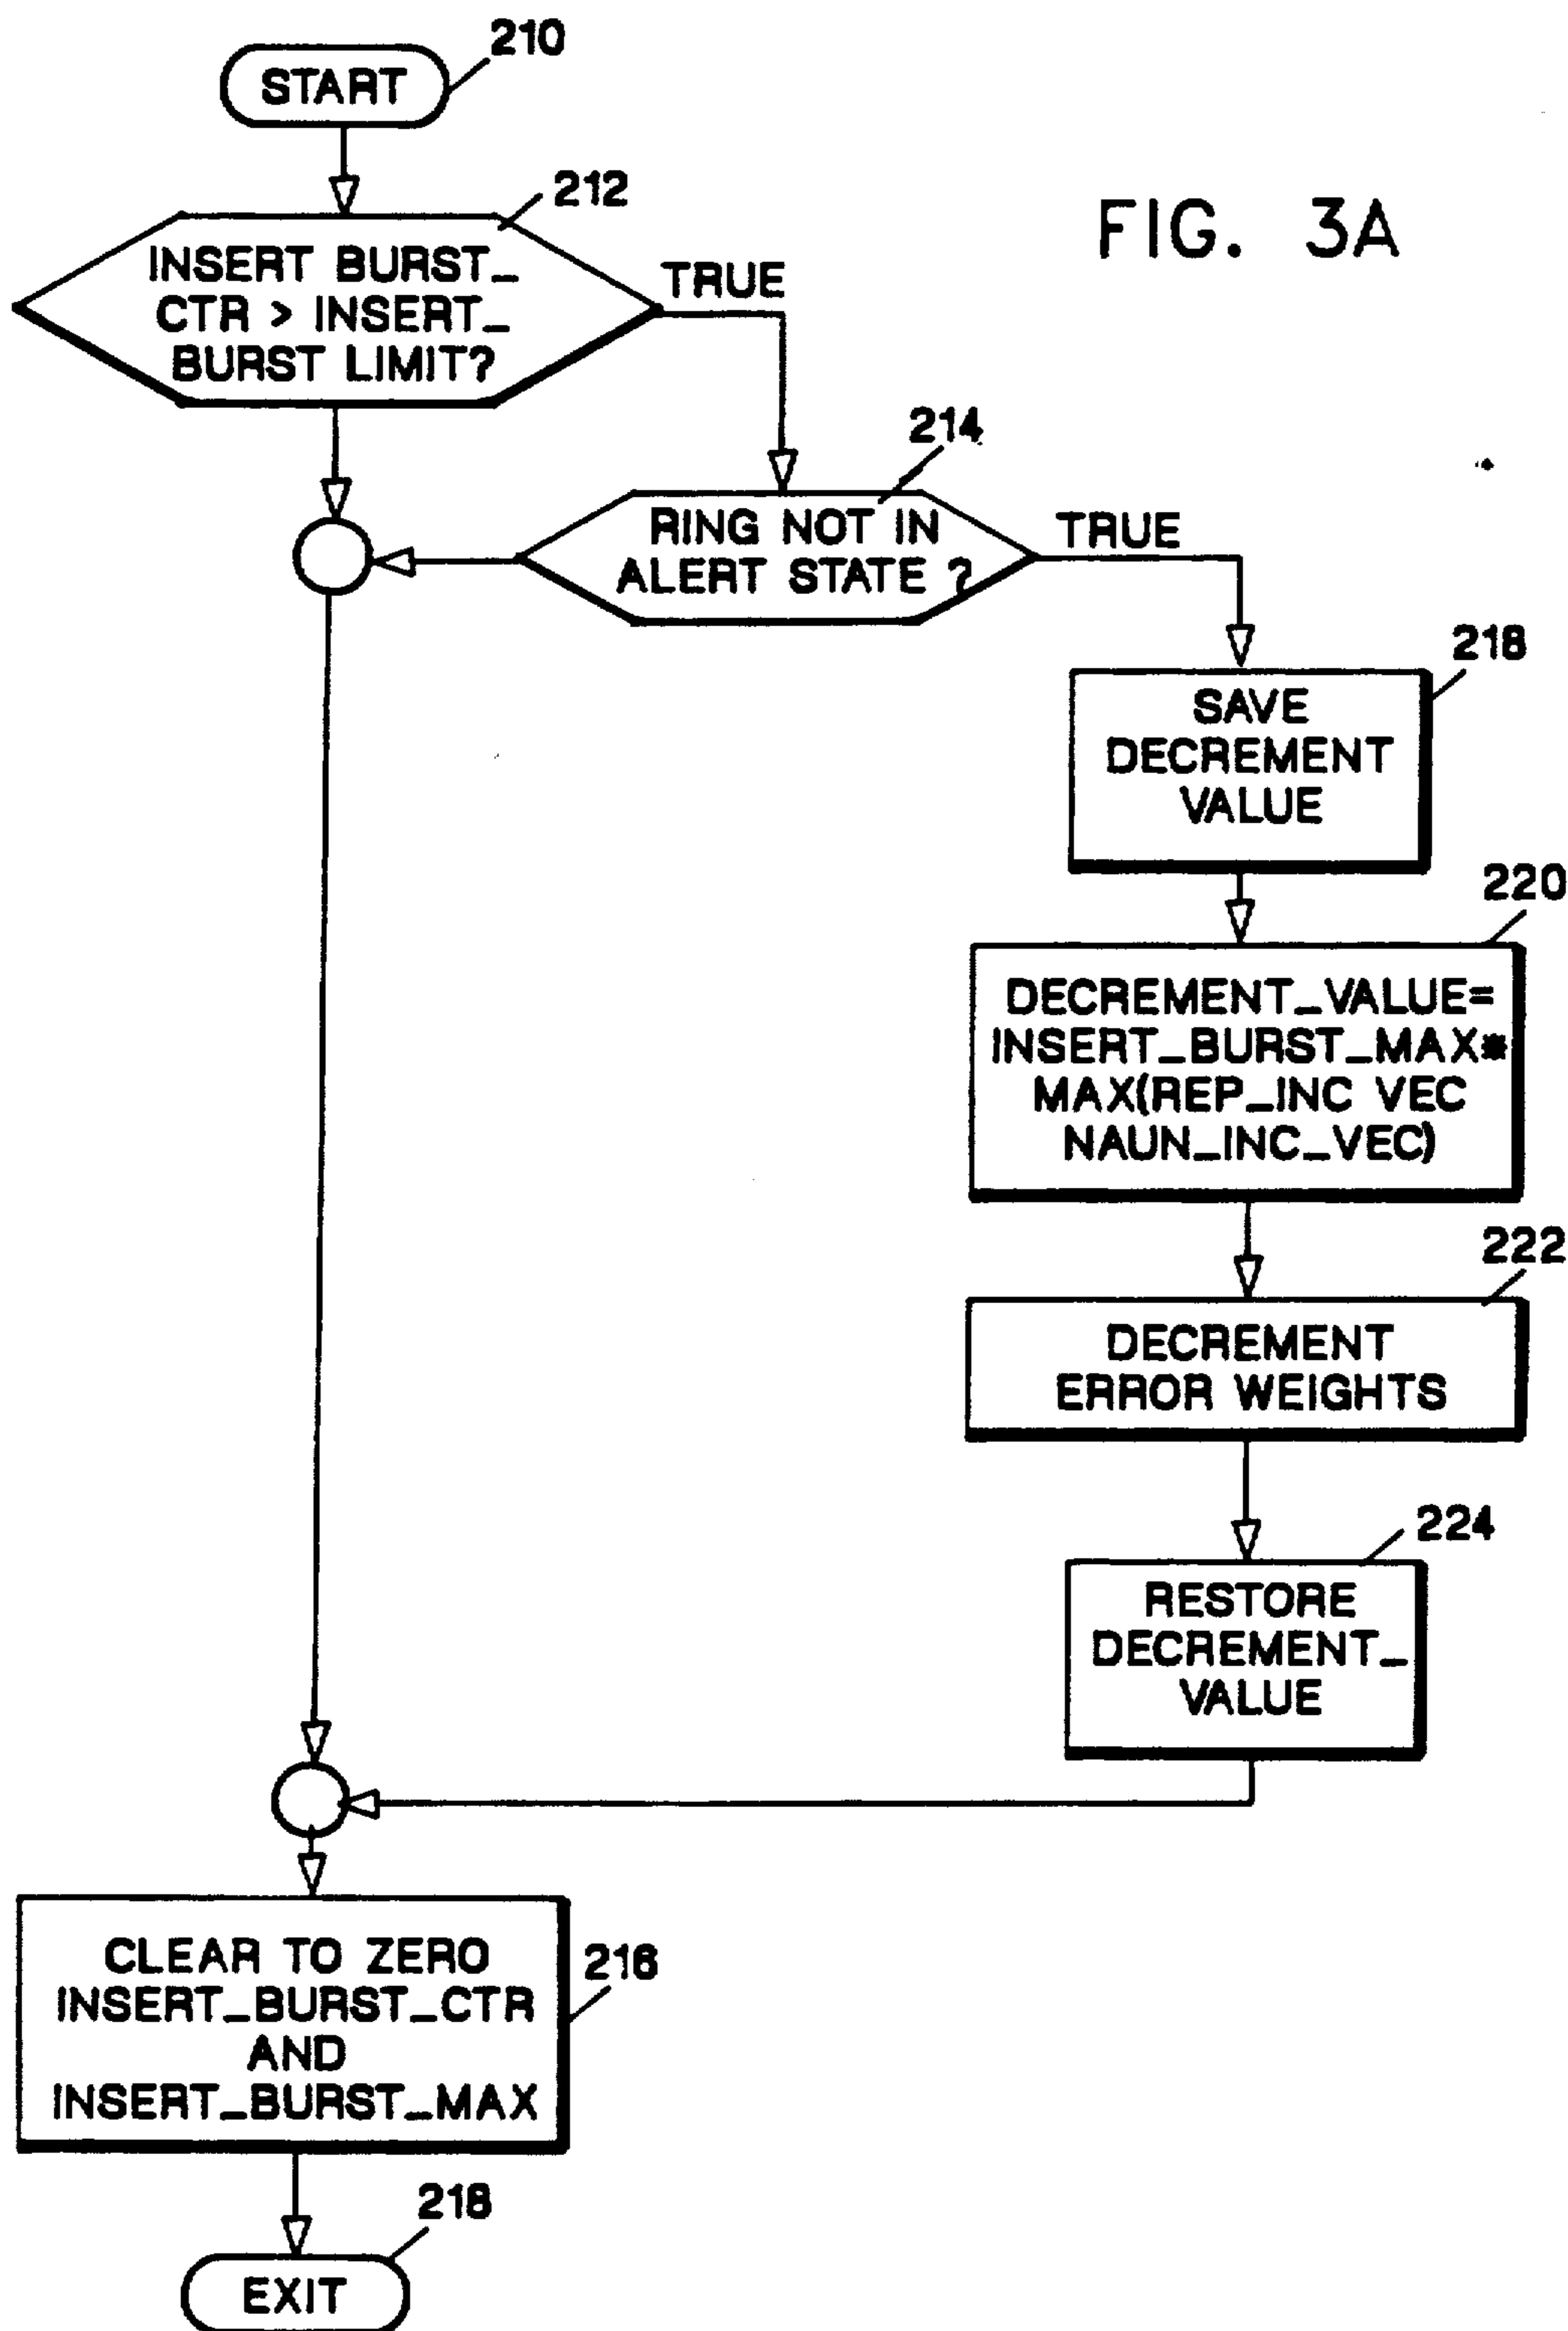 210
START
212
FIG. 3A
INSERT BURST_
CTR > INSERT_
BURST LIMIT?
TRUE
214
RING NOT IN
ALERT STATE ?
TRUE
218
SAVE
DECREMENT
VALUE
220
DECREMENT_VALUE=
INSERT_BURST_MAX*
MAX(REP_INC VEC
NAUN_INC_VEC)
222
DECREMENT
ERROR WEIGHTS
224
RESTORE
DECREMENT_
VALUE
CLEAR TO ZERO
INSERT_BURST_CTR
AND
INSERT_BURST_MAX
216
218
EXIT